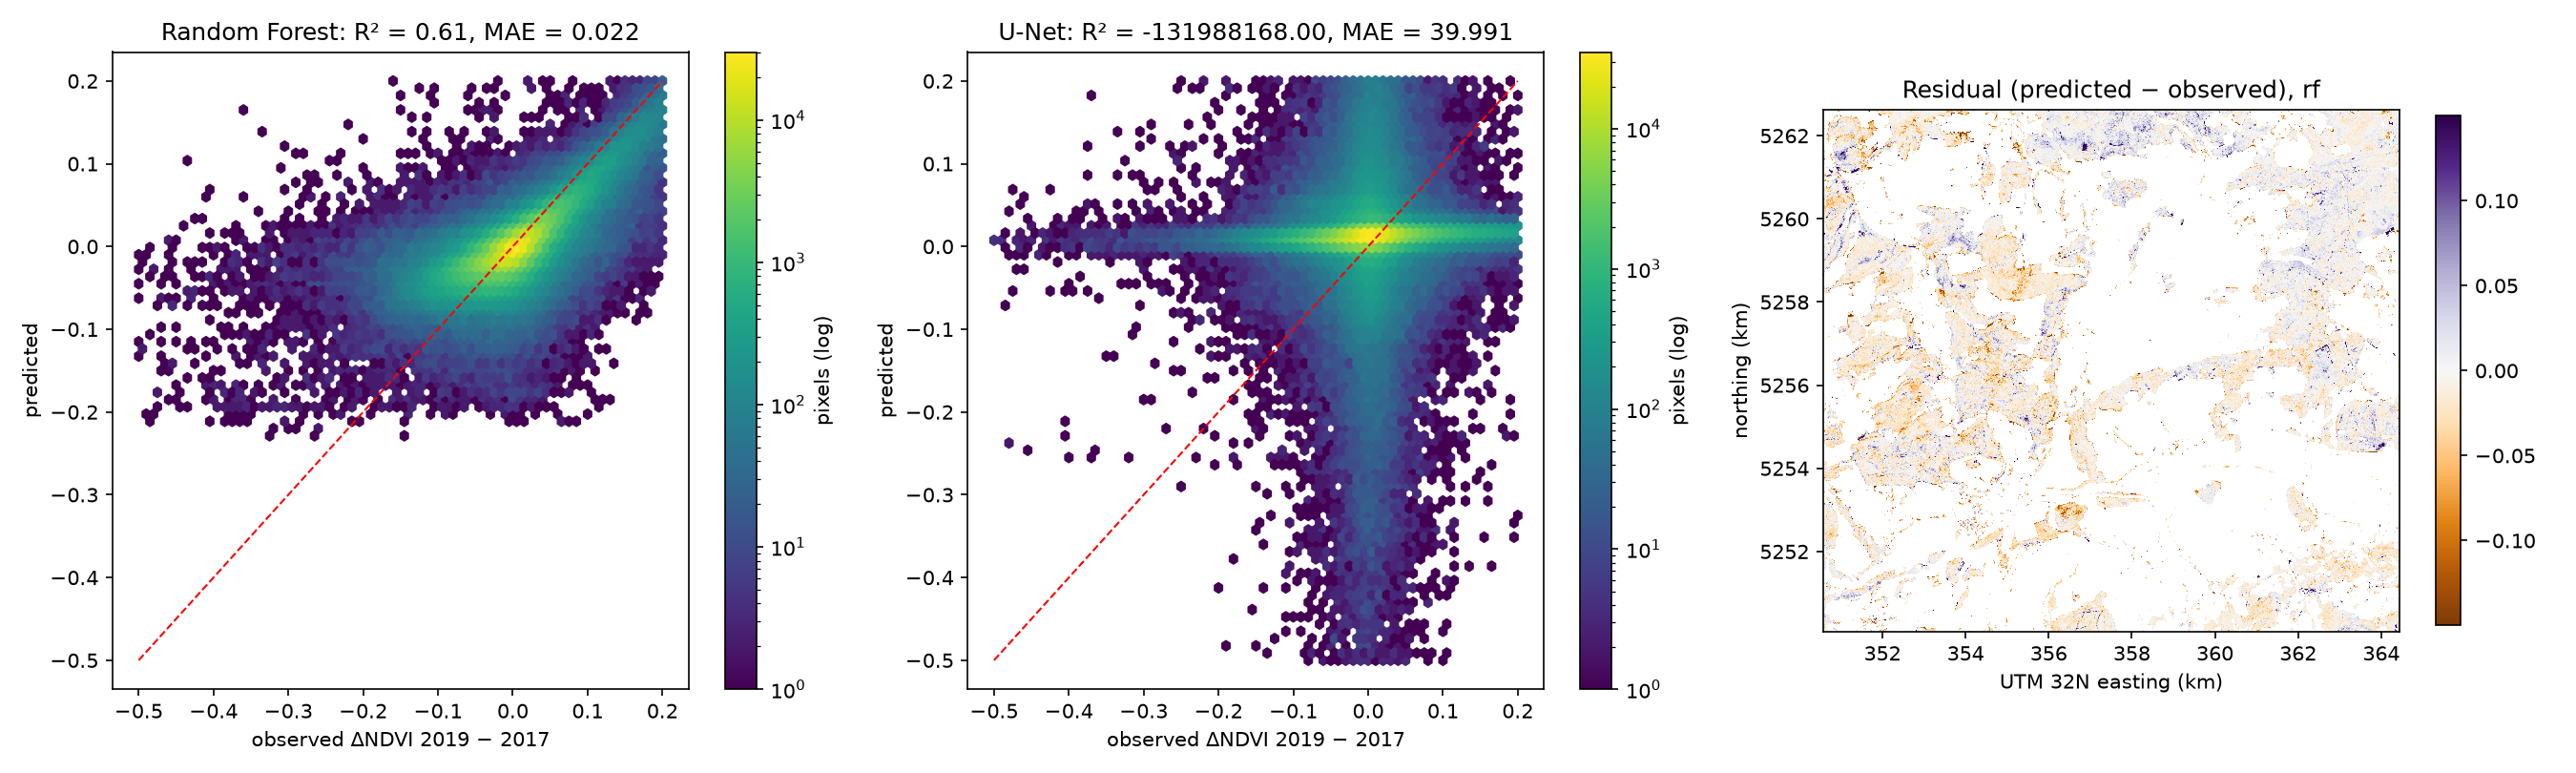 Random Forest: R² = 0.61, MAE = 0.022
0.2
0.1
0.0
−0.1
−0.2
−0.3
−0.4
−0.5
predicted
−0.5 −0.4 −0.3 −0.2 −0.1 0.0 0.1 0.2
observed ΔNDVI 2019 − 2017
10⁴
10³
10²
10¹
10⁰
pixels (log)
U-Net: R² = -131988168.00, MAE = 39.991
0.2
0.1
0.0
−0.1
−0.2
−0.3
−0.4
−0.5
predicted
−0.5 −0.4 −0.3 −0.2 −0.1 0.0 0.1 0.2
observed ΔNDVI 2019 − 2017
10⁴
10³
10²
10¹
10⁰
pixels (log)
Residual (predicted − observed), rf
5262
5260
5258
5256
5254
5252
northing (km)
352 354 356 358 360 362 364
UTM 32N easting (km)
0.10
0.05
0.00
−0.05
−0.10